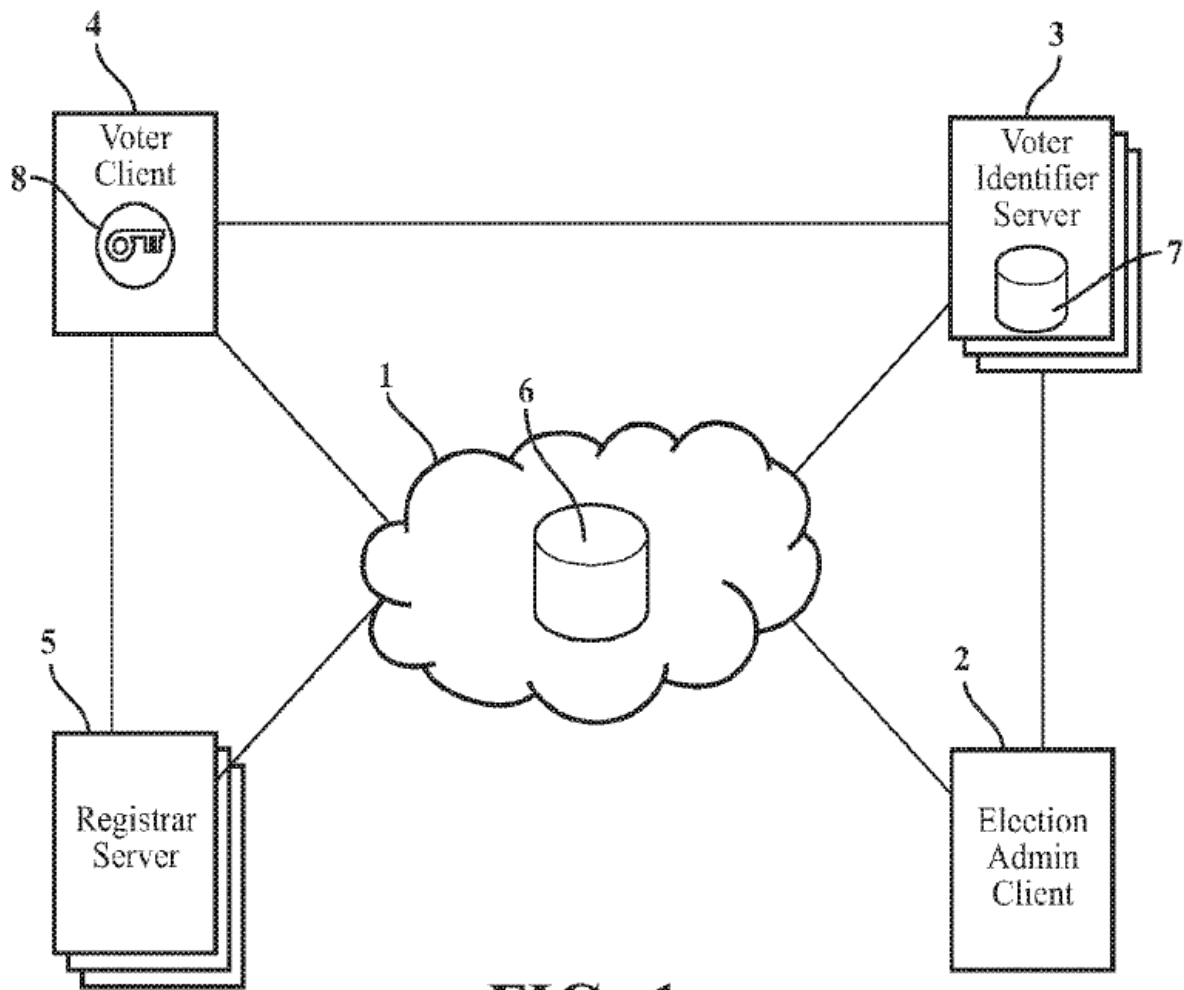 4
3
Voter
Client
8
Voter
Identifier
Server
7
1
6
5
2
Registrar
Server
Election
Admin
Client
FIG. 1